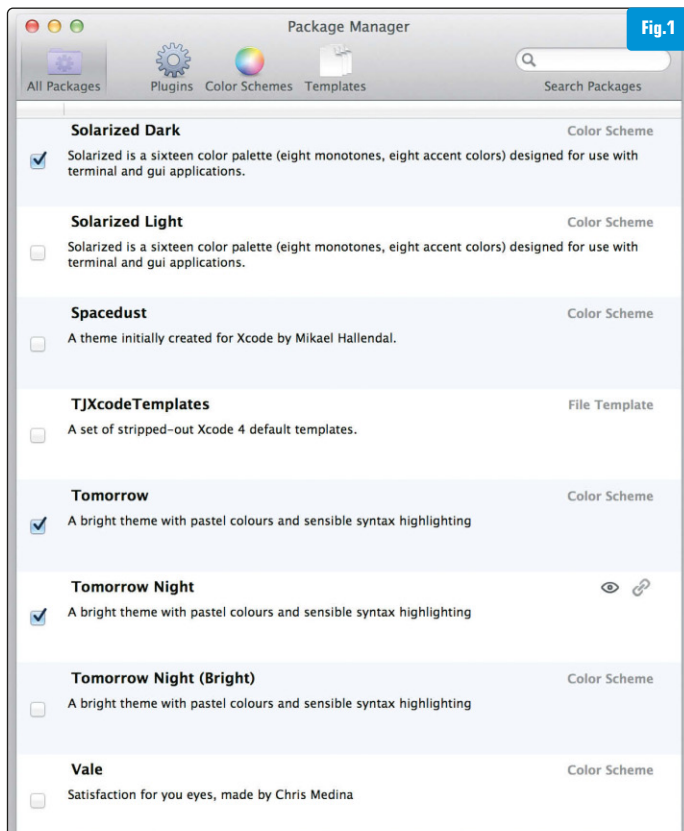 Package Manager
Fig.1
All Packages
Plugins
Color Schemes
Templates
Search Packages
Solarized Dark
Color Scheme
Solarized is a sixteen color palette (eight monotones, eight accent colors) designed for use with
terminal and gui applications.
Solarized Light
Color Scheme
Solarized is a sixteen color palette (eight monotones, eight accent colors) designed for use with
terminal and gui applications.
Spacedust
Color Scheme
A theme initially created for Xcode by Mikael Hallendal.
TJXcodeTemplates
File Template
A set of stripped-out Xcode 4 default templates.
Tomorrow
Color Scheme
A bright theme with pastel colours and sensible syntax highlighting
Tomorrow Night
A bright theme with pastel colours and sensible syntax highlighting
Tomorrow Night (Bright)
Color Scheme
A bright theme with pastel colours and sensible syntax highlighting
Vale
Color Scheme
Satisfaction for you eyes, made by Chris Medina